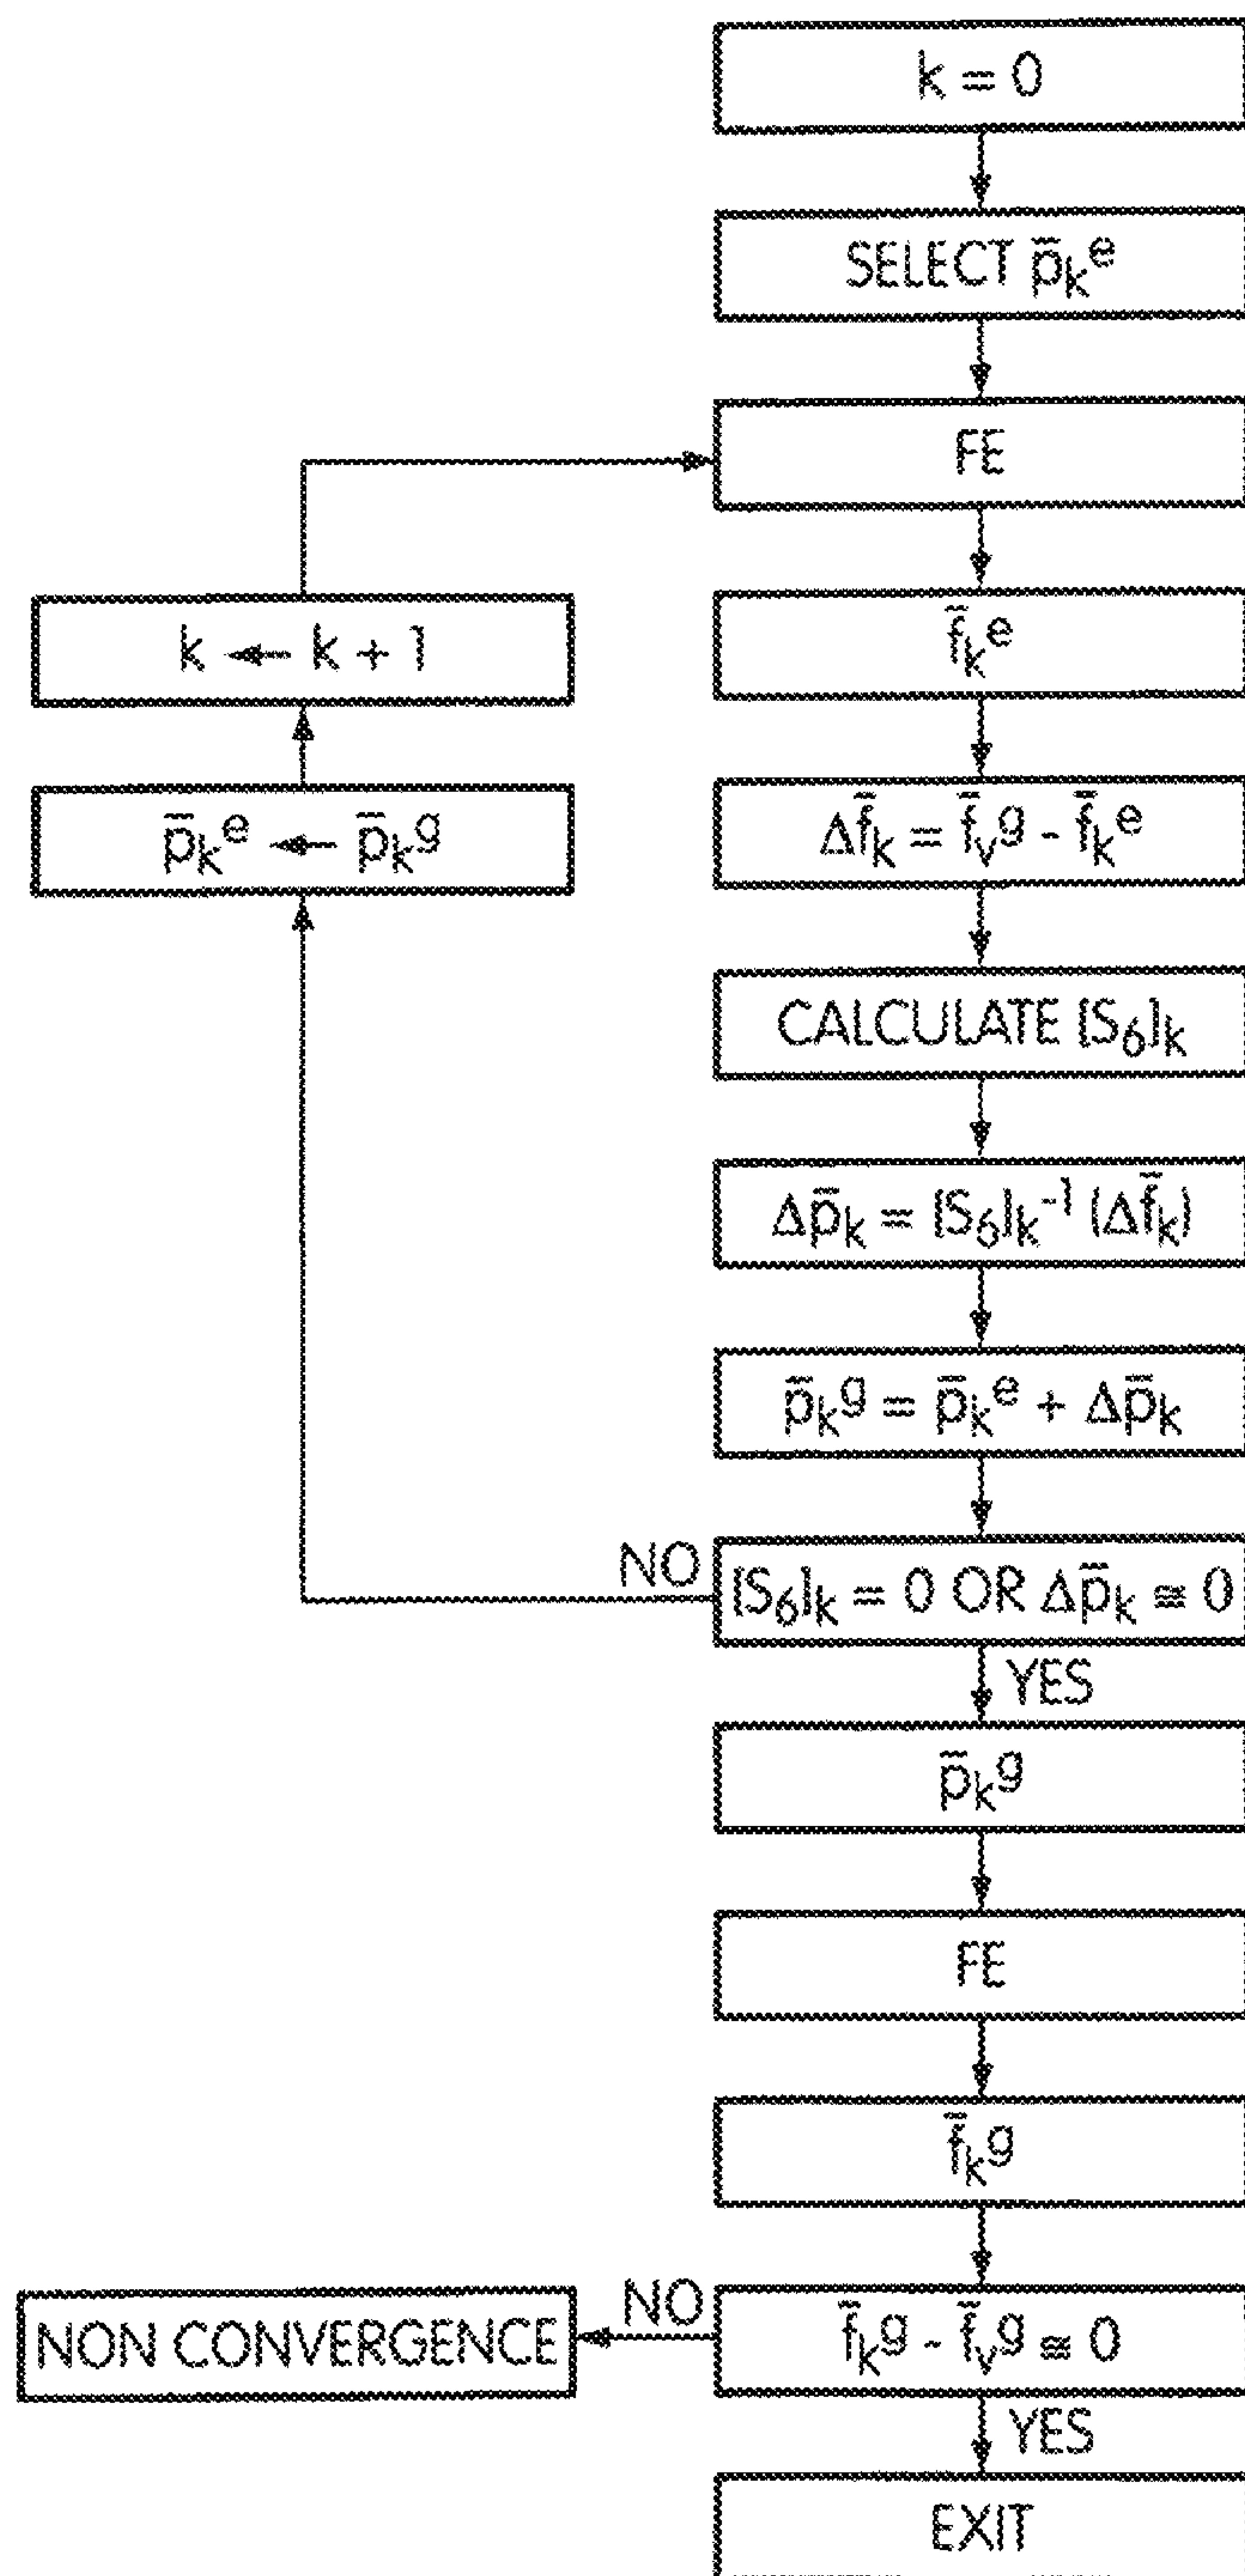 k = 0
SELECT p̄ₖᵉ
FE
f̄ₖᵉ
k ← k + 1
Δf̄ₖ = f̄ᵥᵍ - f̄ₖᵉ
p̄ₖᵉ ← p̄ₖᵍ
CALCULATE [S₆]ₖ
Δp̄ₖ = [S₆]ₖ⁻¹ (Δf̄ₖ)
p̄ₖᵍ = p̄ₖᵉ + Δp̄ₖ
NO
[S₆]ₖ = 0 OR Δp̄ₖ ≅ 0
YES
p̄ₖᵍ
FE
f̄ₖᵍ
NO
f̄ₖᵍ - f̄ᵥᵍ ≅ 0
NON CONVERGENCE
YES
EXIT